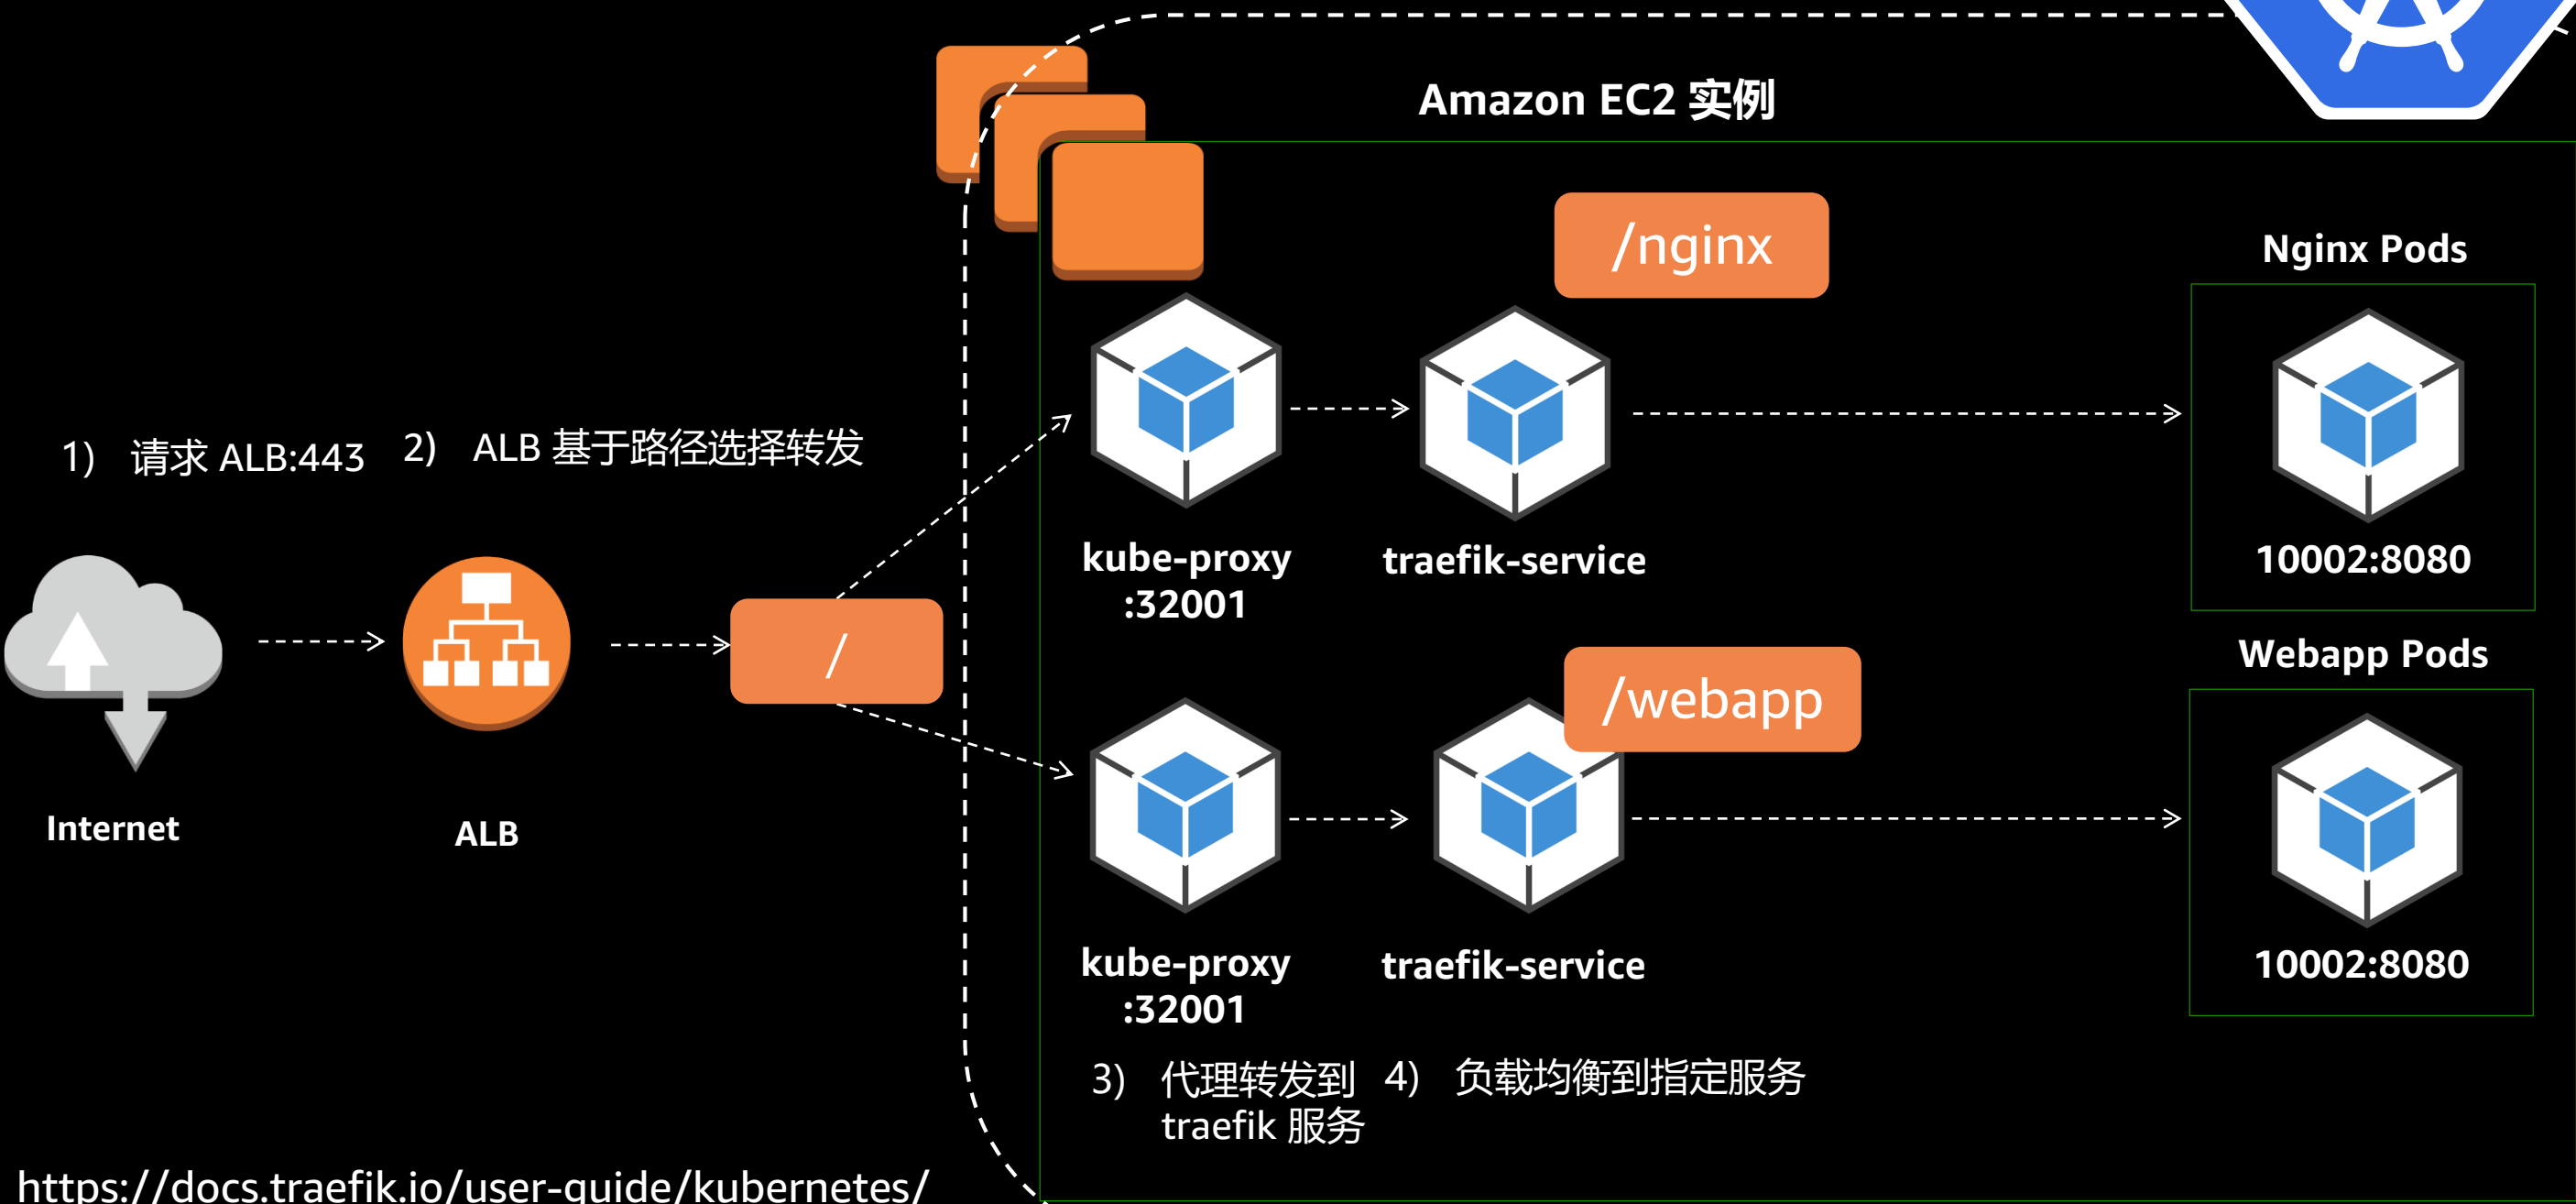 Amazon EC2 实例
/nginx
Nginx Pods
1) 请求 ALB:443
2) ALB 基于路径选择转发
kube-proxy
:32001
traefik-service
10002:8080
/
Webapp Pods
/webapp
Internet
ALB
kube-proxy
:32001
traefik-service
10002:8080
3) 代理转发到
traefik 服务
4) 负载均衡到指定服务
https://docs.traefik.io/user-guide/kubernetes/